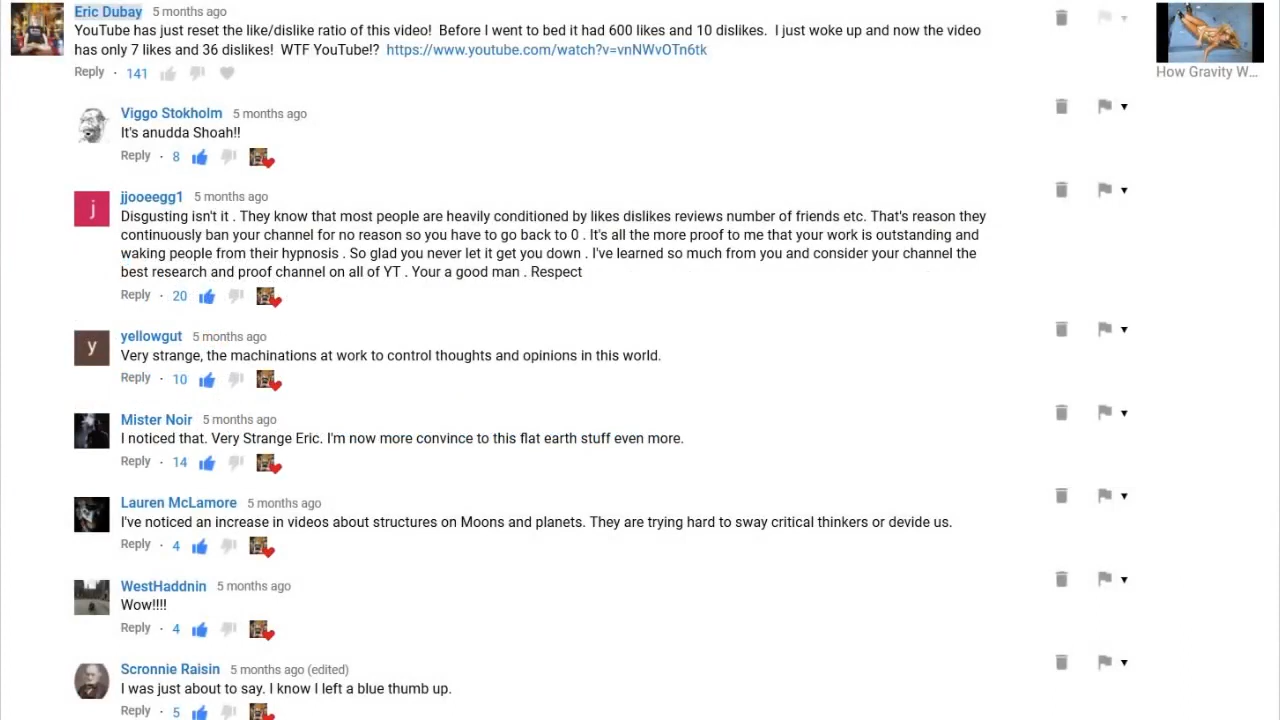 Eric Dubay 5 months ago
YouTube has just reset the like/dislike ratio of this video! Before I went to bed it had 600 likes and 10 dislikes. I just woke up and now the video
has only 7 likes and 36 dislikes! WTF YouTube!? https://www.youtube.com/watch?v=vnNWvOTn6tk
Reply · 141
How Gravity W...
Viggo Stokholm 5 months ago
It's anudda Shoah!!
Reply · 8
j
jjooeegg1 5 months ago
Disgusting isn't it . They know that most people are heavily conditioned by likes dislikes reviews number of friends etc. That's reason they
continuously ban your channel for no reason so you have to go back to 0 . It's all the more proof to me that your work is outstanding and
waking people from their hypnosis . So glad you never let it get you down . I've learned so much from you and consider your channel the
best research and proof channel on all of YT . Your a good man . Respect
Reply · 20
y
yellowgut 5 months ago
Very strange, the machinations at work to control thoughts and opinions in this world.
Reply · 10
Mister Noir 5 months ago
I noticed that. Very Strange Eric. I'm now more convince to this flat earth stuff even more.
Reply · 14
Lauren McLamore 5 months ago
I've noticed an increase in videos about structures on Moons and planets. They are trying hard to sway critical thinkers or devide us.
Reply · 4
WestHaddnin 5 months ago
Wow!!!!
Reply · 4
Scronnie Raisin 5 months ago (edited)
I was just about to say. I know I left a blue thumb up.
Reply · 5